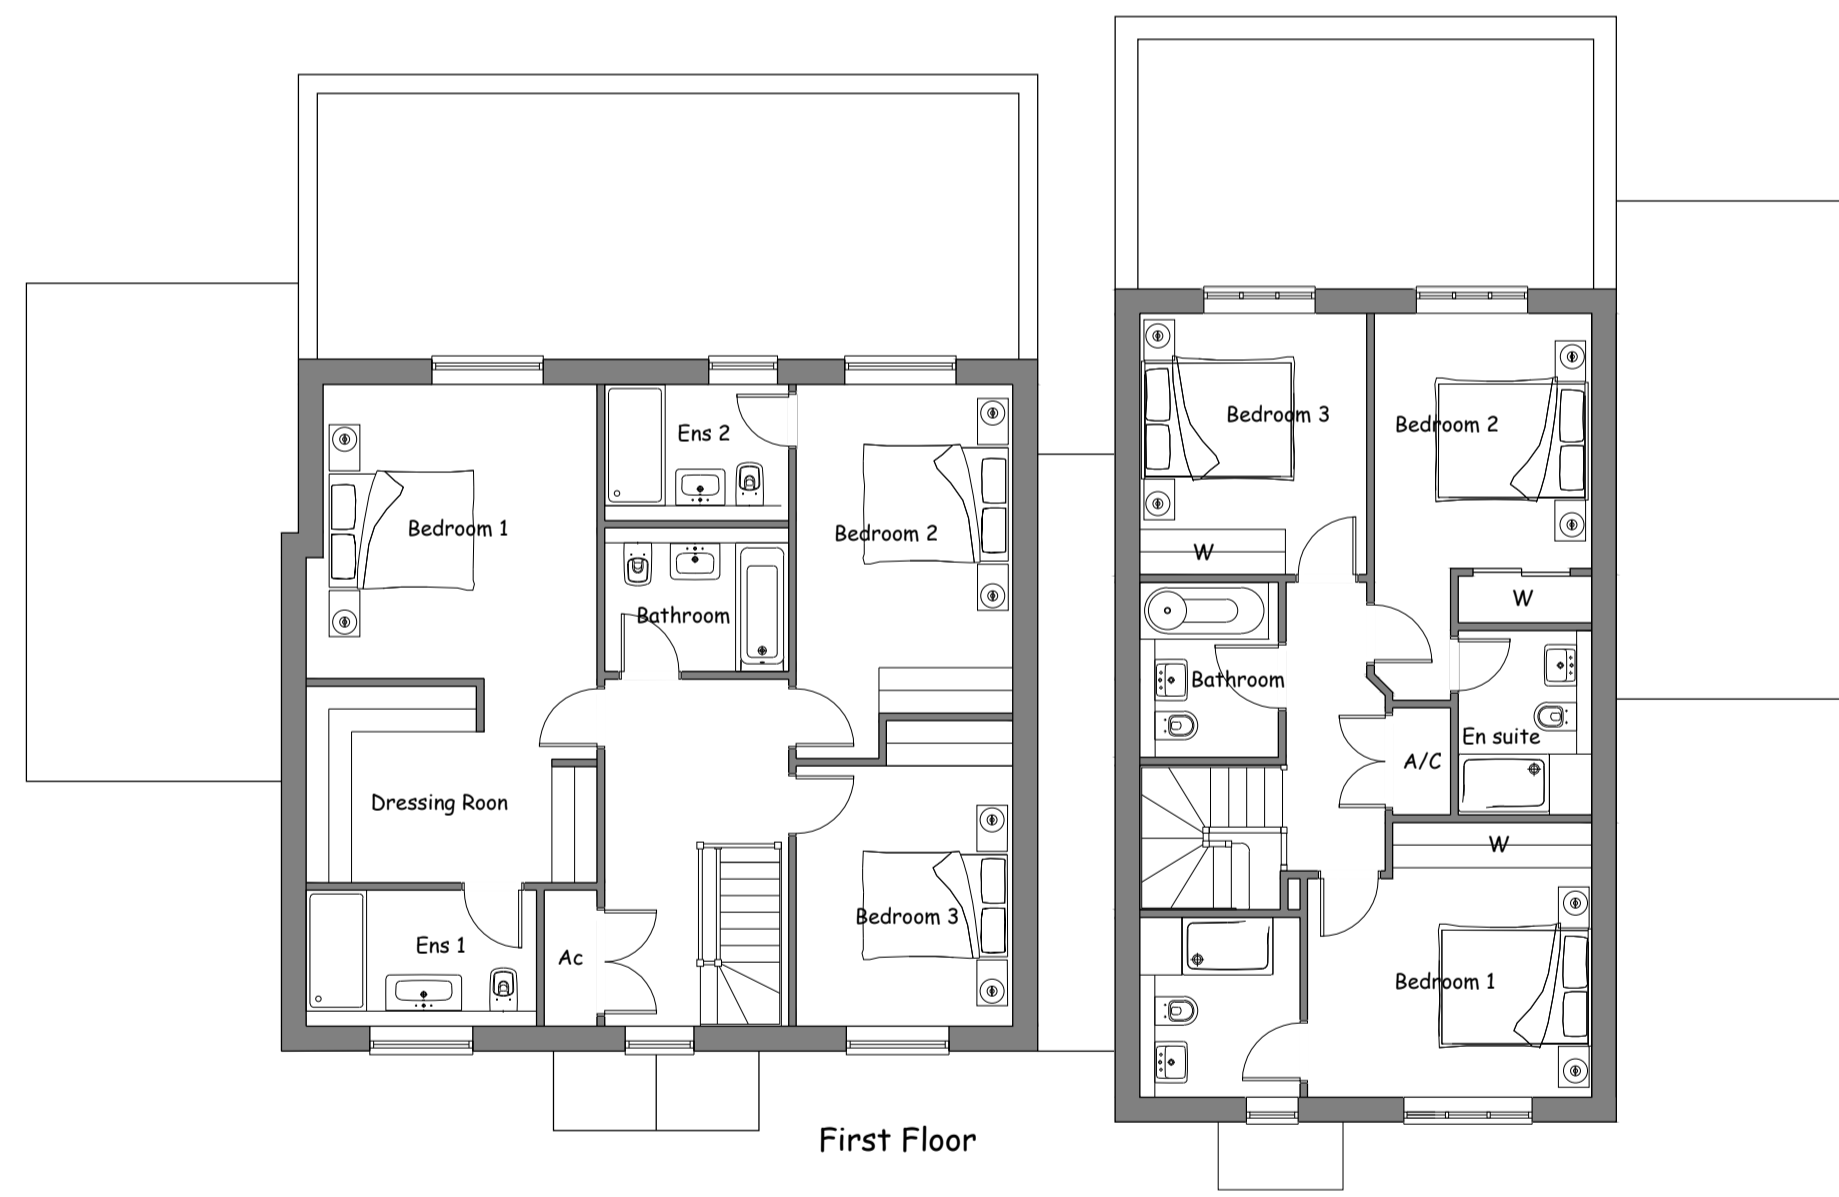 Bedroom 1
Ens 2
Bedroom 2
Bathroom
Dressing Roon
Ens 1
Ac
Bedroom 3
Bedroom 3
Bedroom 2
W
W
Bathroom
En suite
A/C
W
Bedroom 1
First Floor